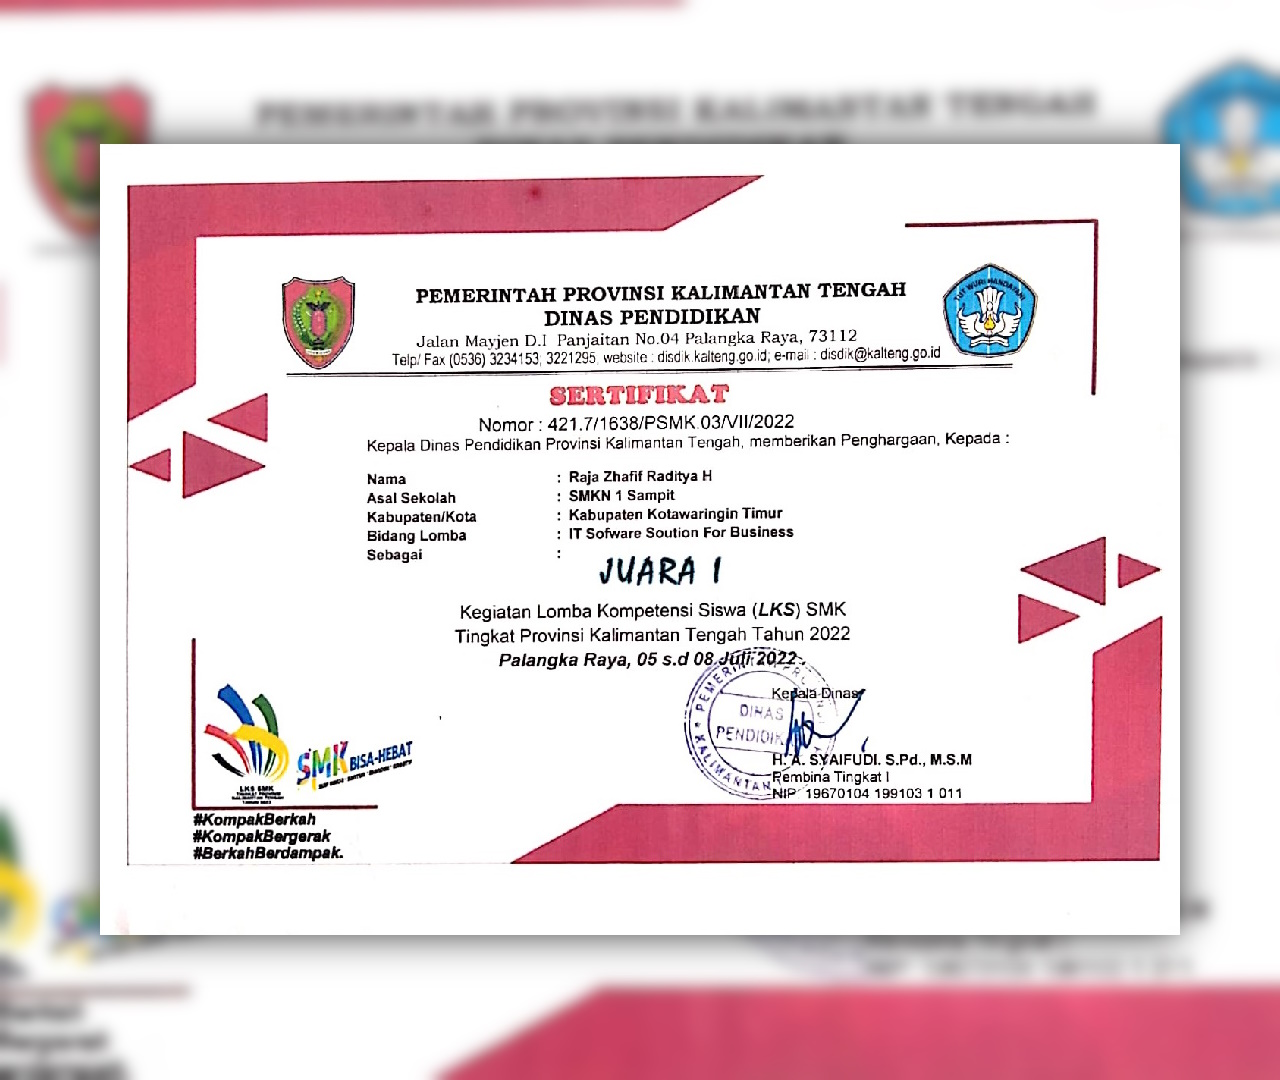 PEMERINTAH PROVINSI KALIMANTAN TENGAH
DINAS PENDIDIKAN
Jalan Mayjen D.I Panjaitan No.04 Palangka Raya, 73112
Telp/ Fax (0536) 3234153; 3221295, website : disdik.kalteng.go.id; e-mail : disdik@kalteng.go.id
TUT WURI HANDAYANI
SERTIFIKAT
Nomor : 421.7/1638/PSMK.03/VII/2022
Kepala Dinas Pendidikan Provinsi Kalimantan Tengah, memberikan Penghargaan, Kepada :
Nama : Raja Zhafif Raditya H
Asal Sekolah : SMKN 1 Sampit
Kabupaten/Kota : Kabupaten Kotawaringin Timur
Bidang Lomba : IT Sofware Soution For Business
Sebagai :
JUARA I
Kegiatan Lomba Kompetensi Siswa (LKS) SMK
Tingkat Provinsi Kalimantan Tengah Tahun 2022
Palangka Raya, 05 s.d 08 Juli 2022 .
Kepala Dinas
DINAS
PENDIDIK
KALIMANTAN
H. A. SYAIFUDI. S.Pd., M.S.M
Pembina Tingkat I
NIP. 19670104 199103 1 011
LKS SMK
SMK BISA-HEBAT
#KompakBerkah
#KompakBergerak
#BerkahBerdampak.